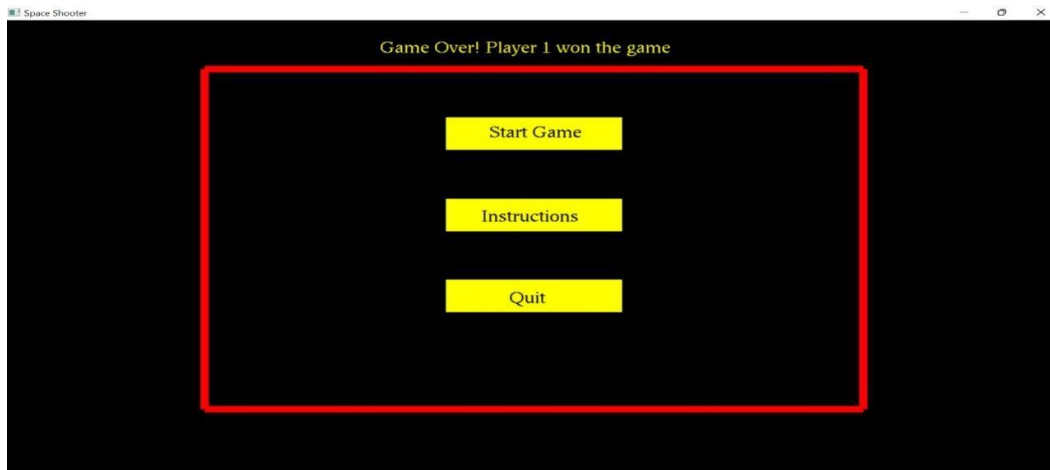 Space Shooter
Game Over! Player 1 won the game
Start Game
Instructions
Quit